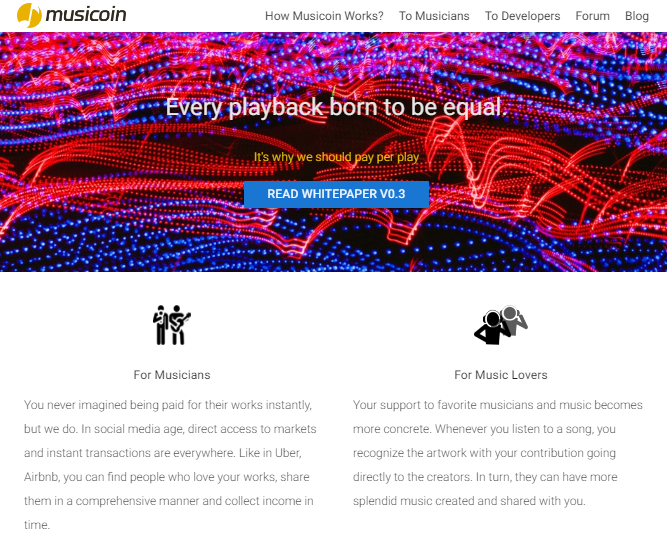 musicoin
How Musicoin Works? To Musicians To Developers Forum Blog
Every playback born to be equal.
It's why we should pay per play
READ WHITEPAPER V0.3
For Musicians
You never imagined being paid for their works instantly,
but we do. In social media age, direct access to markets
and instant transactions are everywhere. Like in Uber,
Airbnb, you can find people who love your works, share
them in a comprehensive manner and collect income in
time.
For Music Lovers
Your support to favorite musicians and music becomes
more concrete. Whenever you listen to a song, you
recognize the artwork with your contribution going
directly to the creators. In turn, they can have more
splendid music created and shared with you.